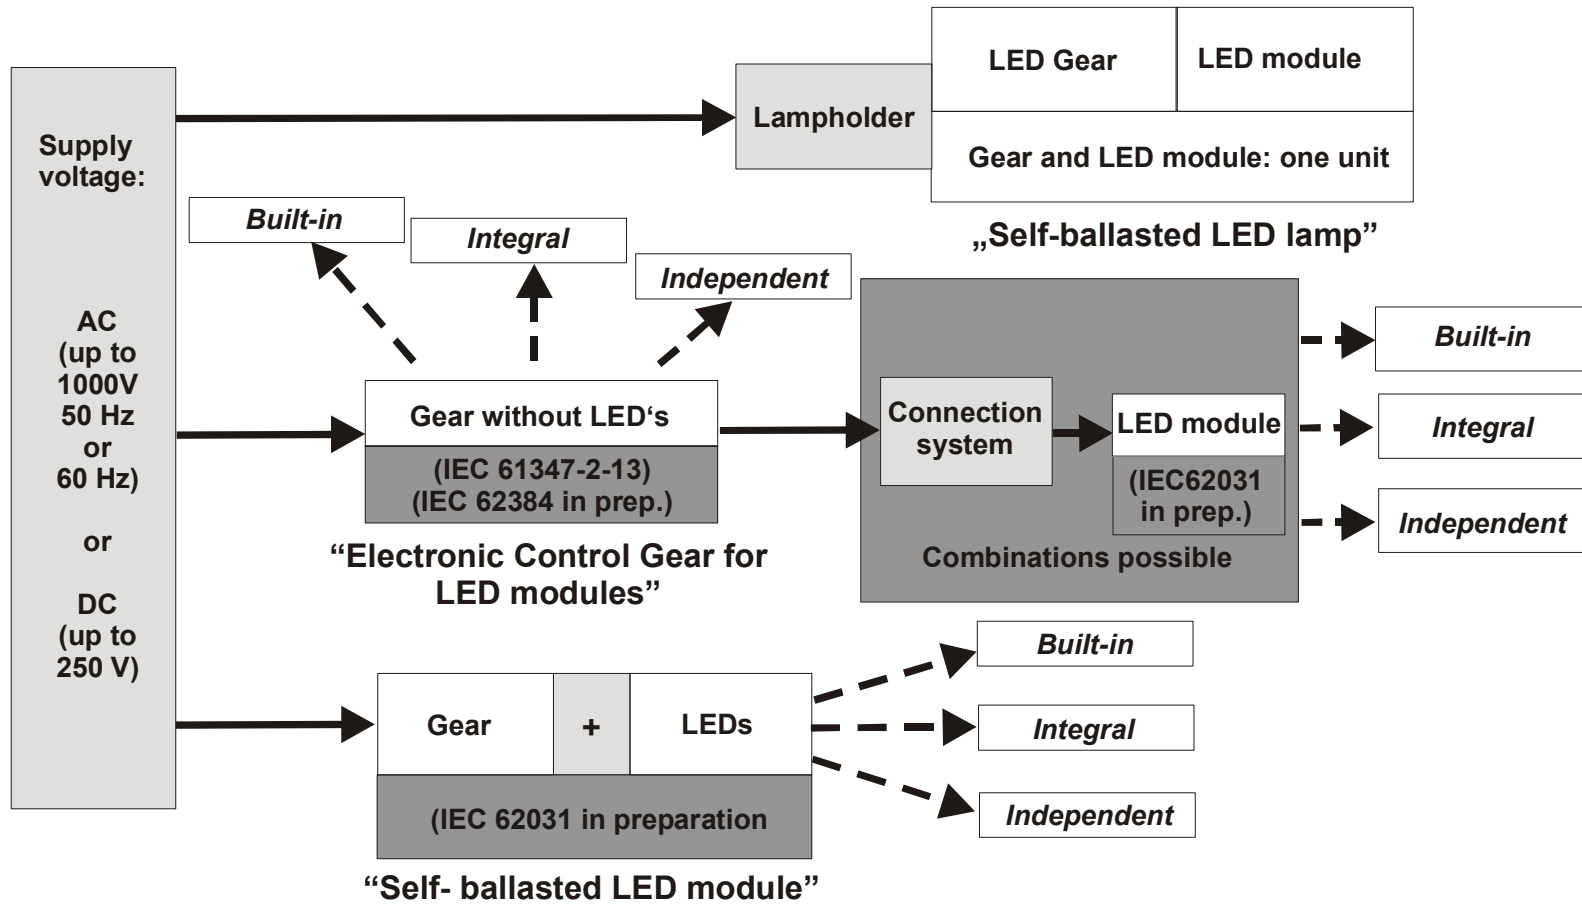 Supply
voltage:
AC
(up to
1000V
50 Hz
or
60 Hz)
or
DC
(up to
250 V)
Lampholder
LED Gear
LED module
Gear and LED module: one unit
„Self-ballasted LED lamp”
Built-in
Integral
Independent
Gear without LED‘s
(IEC 61347-2-13)
(IEC 62384 in prep.)
“Electronic Control Gear for
LED modules”
Connection
system
LED module
(IEC62031
in prep.)
Combinations possible
Built-in
Integral
Independent
Gear
+
LEDs
(IEC 62031 in preparation
“Self- ballasted LED module”
Built-in
Integral
Independent